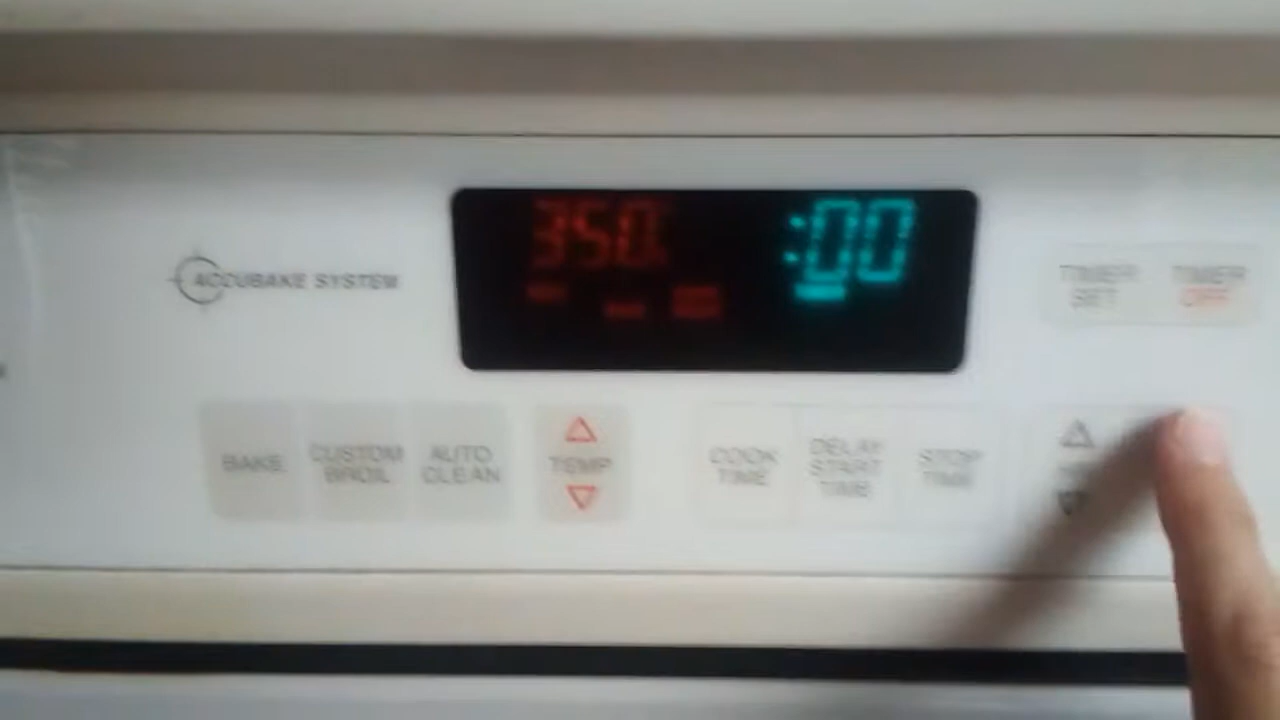 350
:00
ACCUBAKE SYSTEM
TIMER
SET
TIMER
OFF
BAKE
CUSTOM
BROIL
AUTO
CLEAN
TEMP
COOK
TIME
DELAY
START
TIME
STOP
TIME